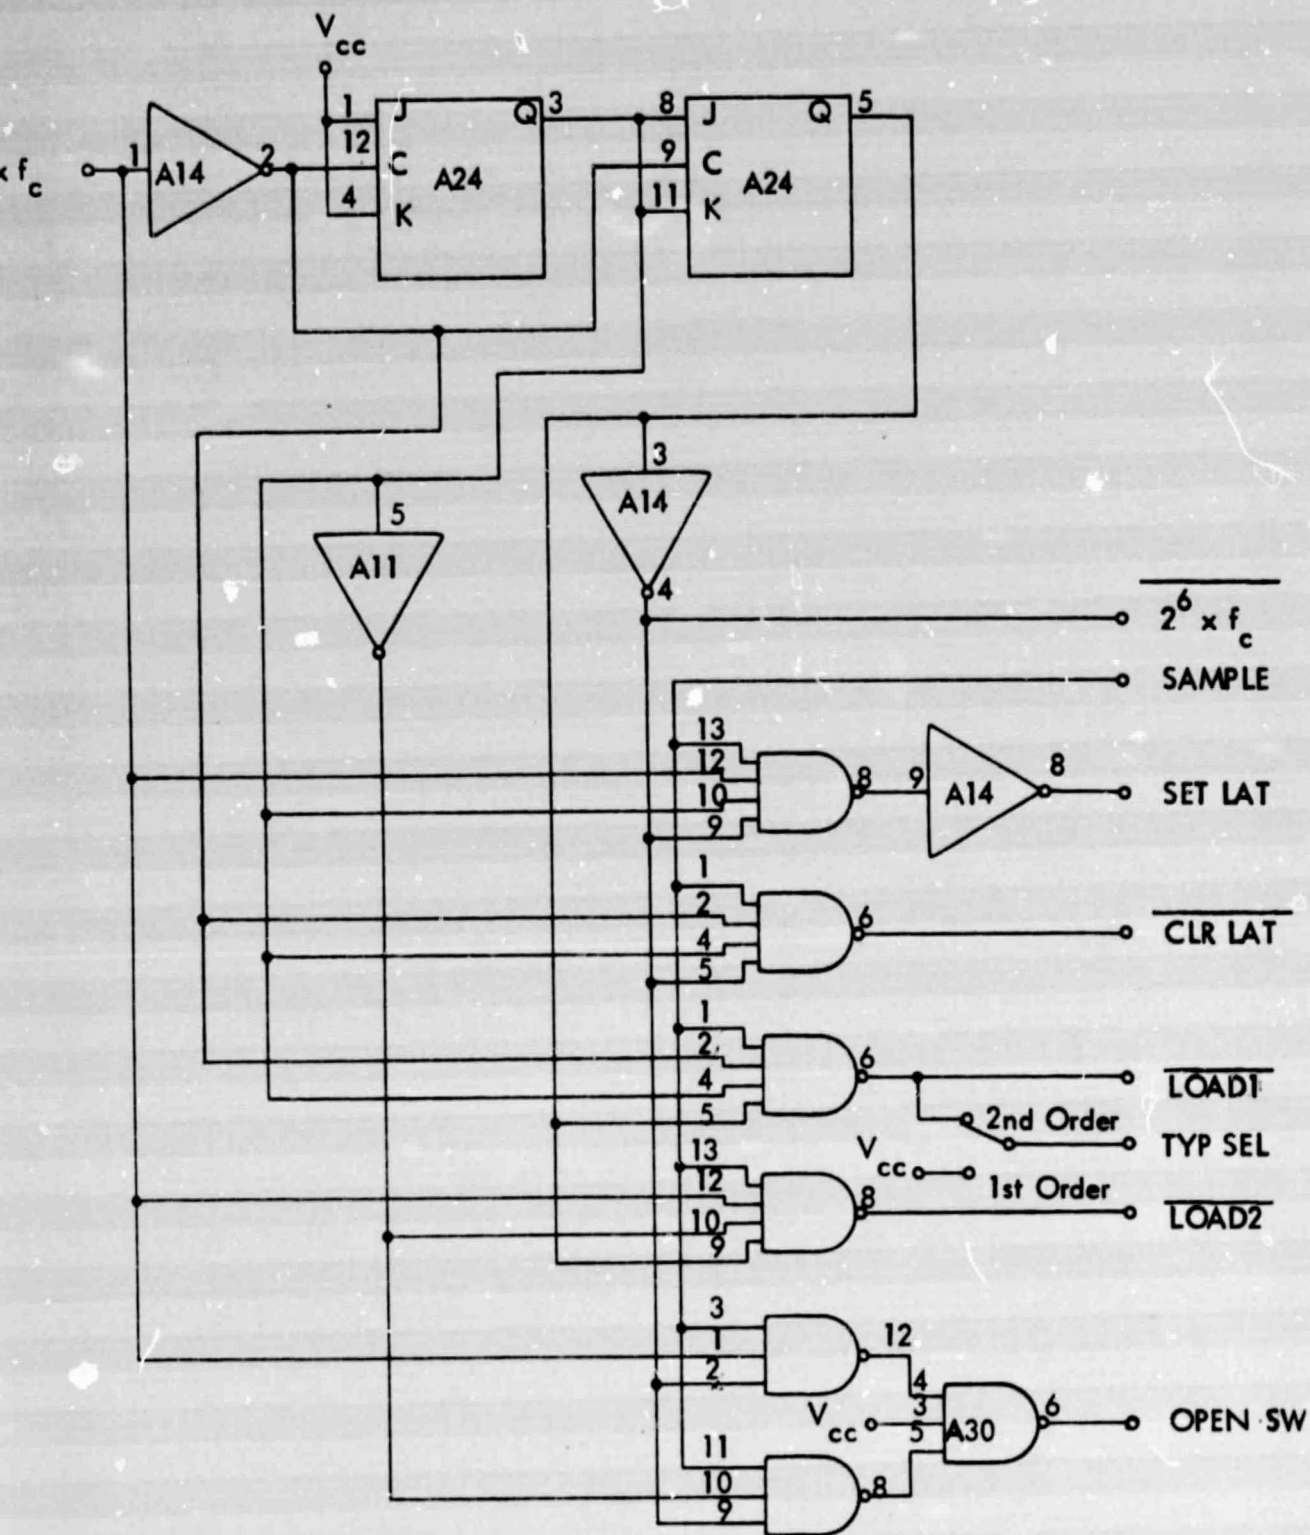 V cc
1 J Q 3 8 J Q 5
12 9
x f c 1 A14 2 C A24 C A24
4 K 11 K
3
A14
5
A11
4
2^6 x f c
SAMPLE
13
12
10
9
8 9 A14 8 SET LAT
1
2
4
5
6 CLR LAT
1
2
4
5
6 LOAD1
2nd Order
TYP SEL
V cc
1st Order
13
12
10
9
8 LOAD2
3
1
2
12
4
3
5
V cc
A30 6 OPEN SW
11
10
9
8